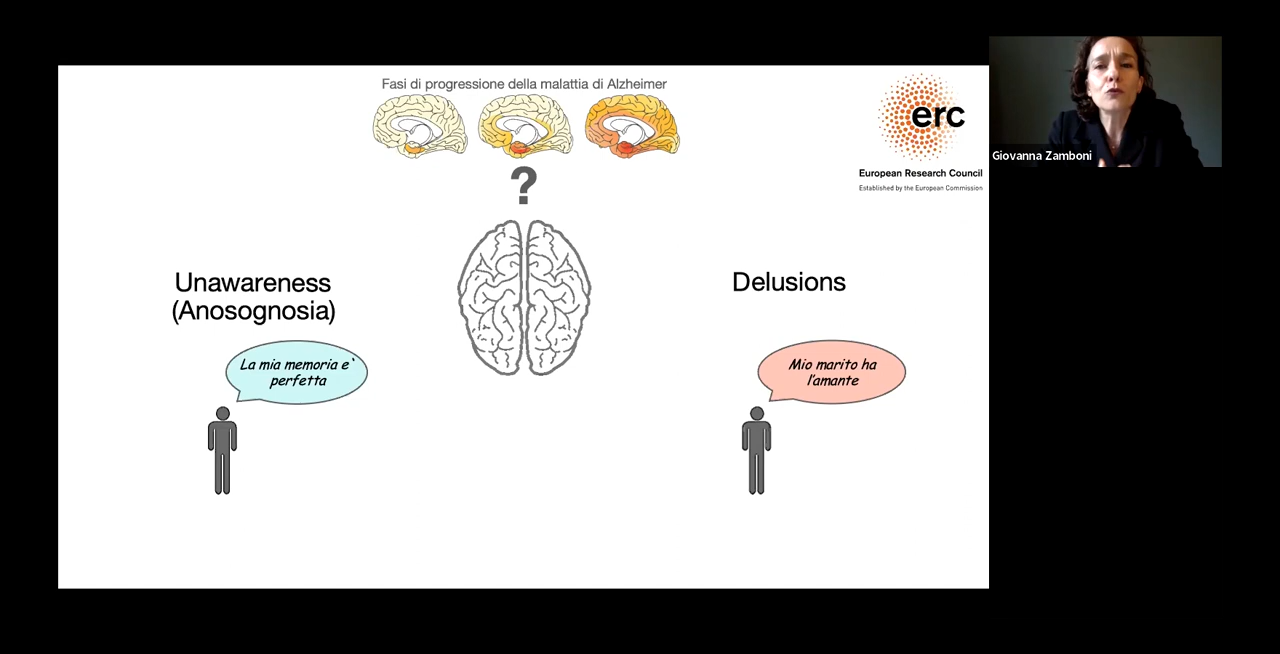 Fasi di progressione della malattia di Alzheimer
erc
European Research Council
Established by the European Commission
Giovanna Zamboni
?
Unawareness
(Anosognosia)
Delusions
La mia memoria e`
perfetta
Mio marito ha
l'amante